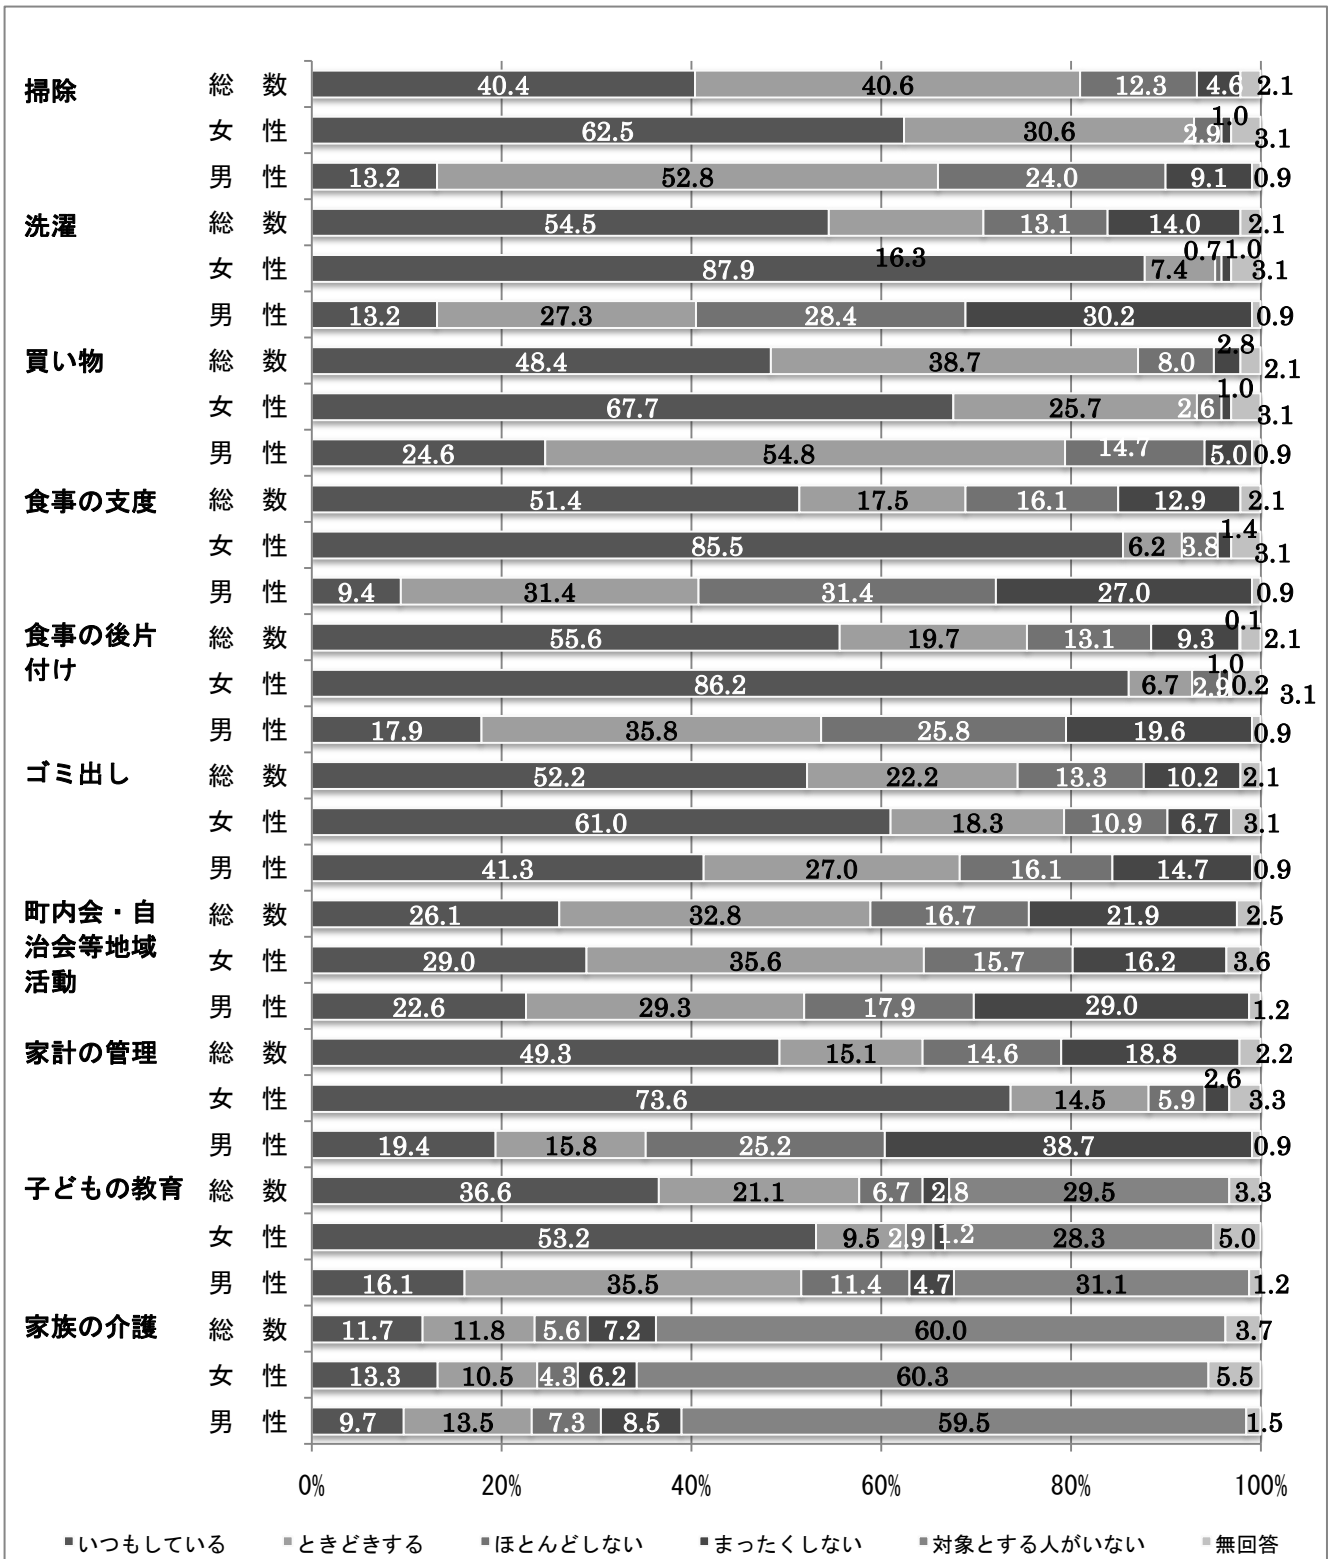 掃除
総 数 40.4 40.6 12.3 4.6 2.1
女 性 62.5 30.6 2.9 1.0 3.1
男 性 13.2 52.8 24.0 9.1 0.9
洗濯
総 数 54.5 16.3 13.1 14.0 2.1
女 性 87.9 7.4 0.7 1.0 3.1
男 性 13.2 27.3 28.4 30.2 0.9
買い物
総 数 48.4 38.7 8.0 2.8 2.1
女 性 67.7 25.7 2.6 1.0 3.1
男 性 24.6 54.8 14.7 5.0 0.9
食事の支度
総 数 51.4 17.5 16.1 12.9 2.1
女 性 85.5 6.2 3.8 1.4 3.1
男 性 9.4 31.4 31.4 27.0 0.9
食事の後片
付け
総 数 55.6 19.7 13.1 9.3 0.1 2.1
女 性 86.2 6.7 2.9 1.0 0.2 3.1
男 性 17.9 35.8 25.8 19.6 0.9
ゴミ出し
総 数 52.2 22.2 13.3 10.2 2.1
女 性 61.0 18.3 10.9 6.7 3.1
男 性 41.3 27.0 16.1 14.7 0.9
町内会・自
治会等地域
活動
総 数 26.1 32.8 16.7 21.9 2.5
女 性 29.0 35.6 15.7 16.2 3.6
男 性 22.6 29.3 17.9 29.0 1.2
家計の管理
総 数 49.3 15.1 14.6 18.8 2.2
女 性 73.6 14.5 5.9 2.6 3.3
男 性 19.4 15.8 25.2 38.7 0.9
子どもの教育
総 数 36.6 21.1 6.7 2.8 29.5 3.3
女 性 53.2 9.5 2.9 1.2 28.3 5.0
男 性 16.1 35.5 11.4 4.7 31.1 1.2
家族の介護
総 数 11.7 11.8 5.6 7.2 60.0 3.7
女 性 13.3 10.5 4.3 6.2 60.3 5.5
男 性 9.7 13.5 7.3 8.5 59.5 1.5
0% 20% 40% 60% 80% 100%
いつもしている ときどきする ほとんどしない まったくしない 対象とする人がいない 無回答